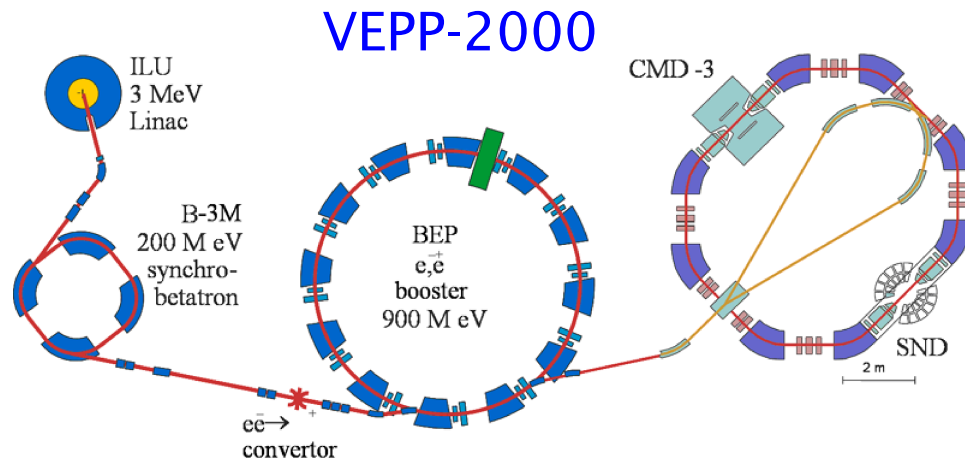 VEPP-2000
ILU
3 MeV
Linac
B-3M
200 M eV
synchro-
betatron
BEP
e,e
-+
booster
900 M eV
CMD -3
SND
2 m
+
ee→
convertor